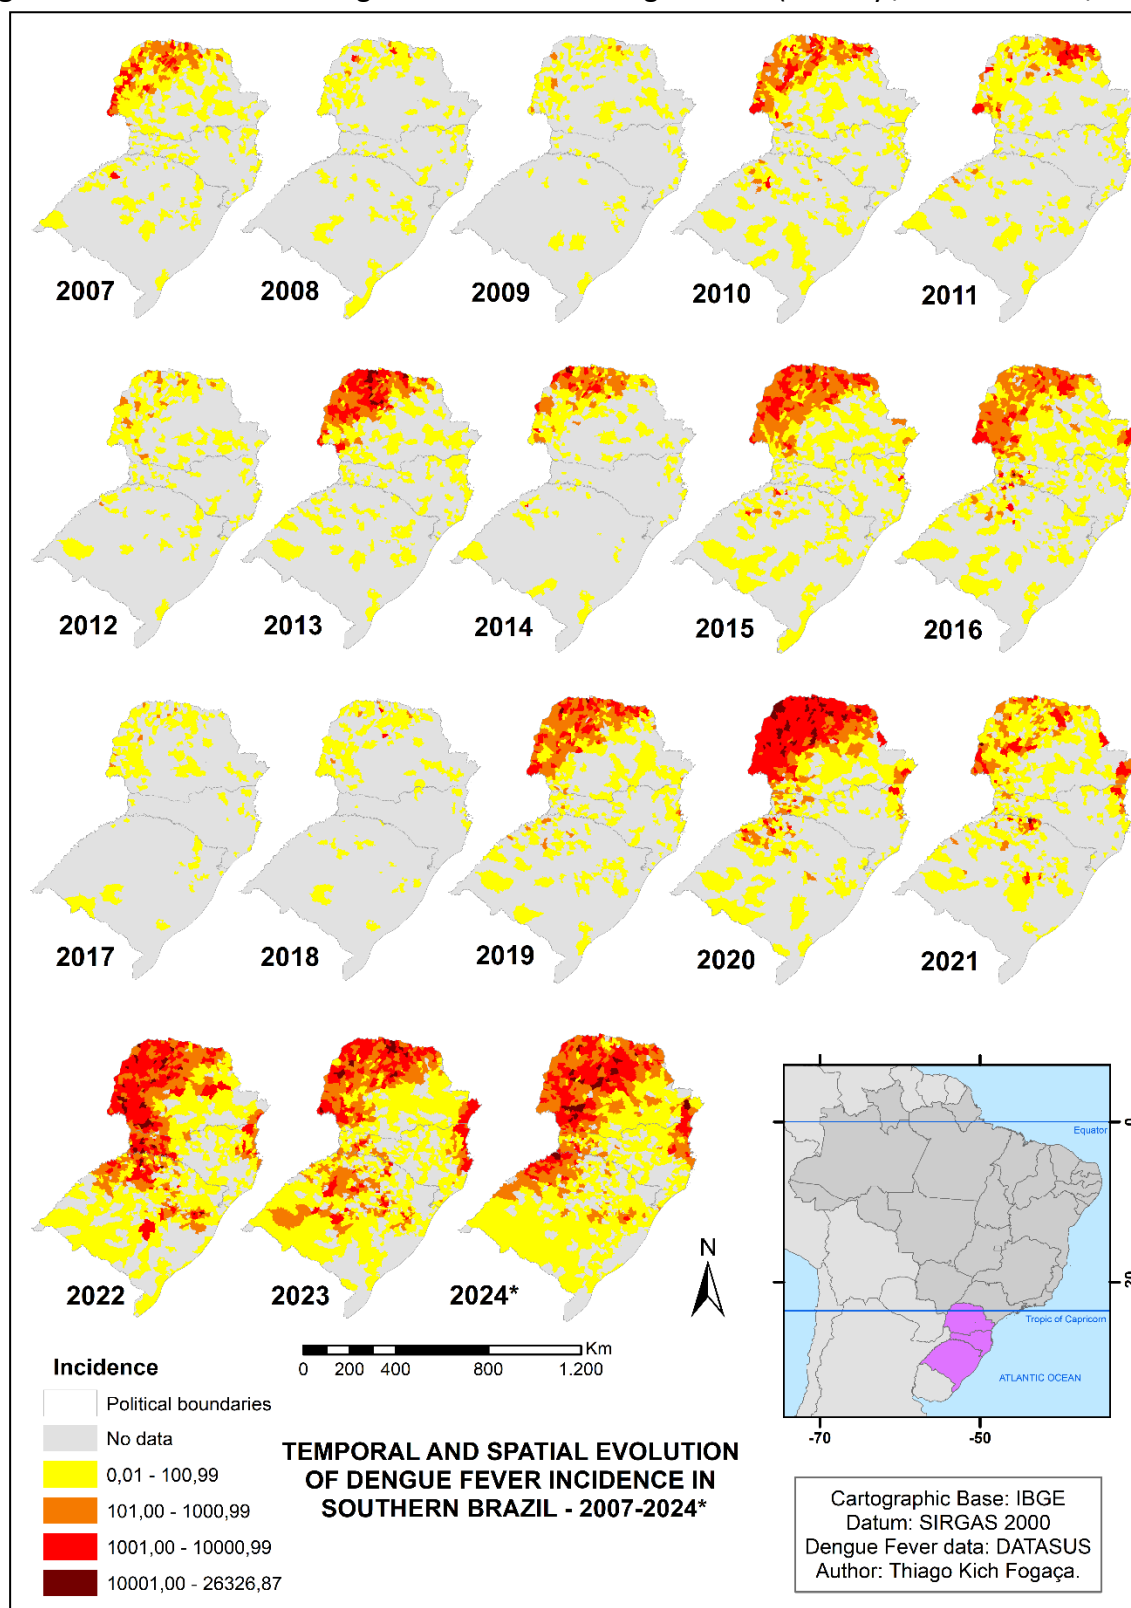 2007 2008 2009 2010 2011
2012 2013 2014 2015 2016
2017 2018 2019 2020 2021
2022 2023 2024*
N
Km
0 200 400 800 1.200
Incidence
Political boundaries
No data
0,01 - 100,99
101,00 - 1000,99
1001,00 - 10000,99
10001,00 - 26326,87
TEMPORAL AND SPATIAL EVOLUTION
OF DENGUE FEVER INCIDENCE IN
SOUTHERN BRAZIL - 2007-2024*
-70 -50
Equator
0
Tropic of Capricorn
ATLANTIC OCEAN
-70 -50
Cartographic Base: IBGE
Datum: SIRGAS 2000
Dengue Fever data: DATASUS
Author: Thiago Kich Fogaça.